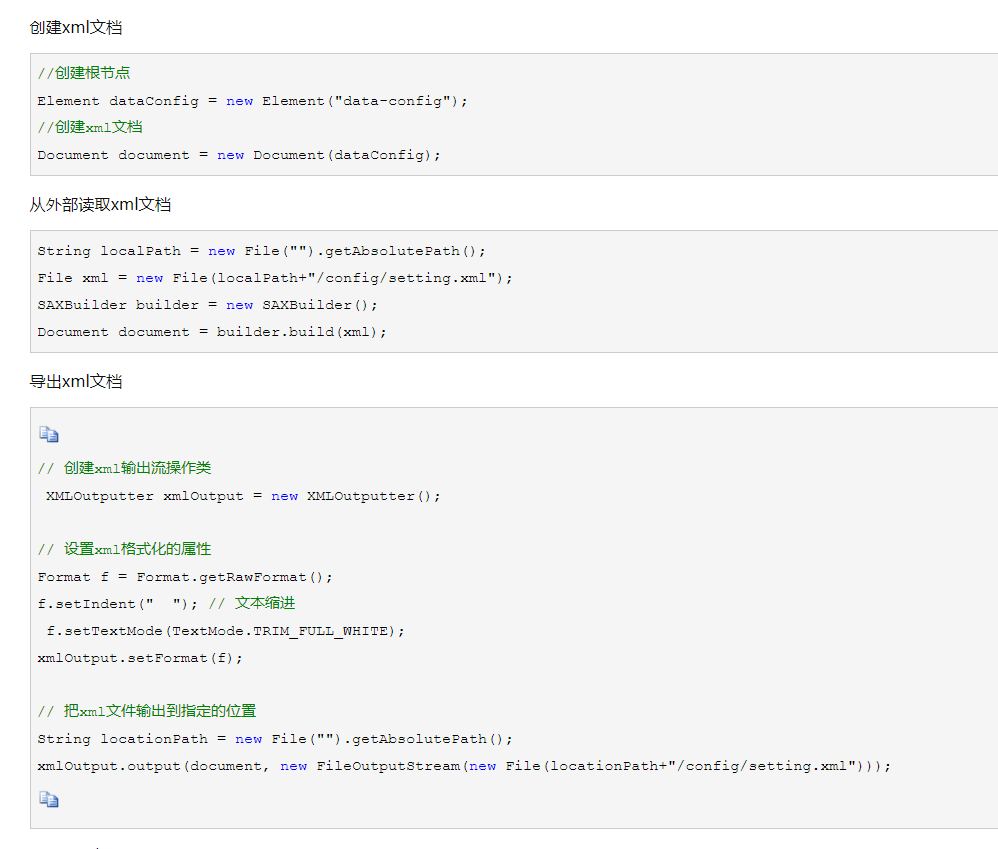 创建xml文档
//创建根节点
Element dataConfig = new Element("data-config");
//创建xml文档
Document document = new Document(dataConfig);
从外部读取xml文档
String localPath = new File("").getAbsolutePath();
File xml = new File(localPath+"/config/setting.xml");
SAXBuilder builder = new SAXBuilder();
Document document = builder.build(xml);
导出xml文档
// 创建xml输出流操作类
XMLOutputter xmlOutput = new XMLOutputter();
// 设置xml格式化的属性
Format f = Format.getRawFormat();
f.setIndent("  "); // 文本缩进
f.setTextMode(TextMode.TRIM_FULL_WHITE);
xmlOutput.setFormat(f);
// 把xml文件输出到指定的位置
String locationPath = new File("").getAbsolutePath();
xmlOutput.output(document, new FileOutputStream(new File(locationPath+"/config/setting.xml")));